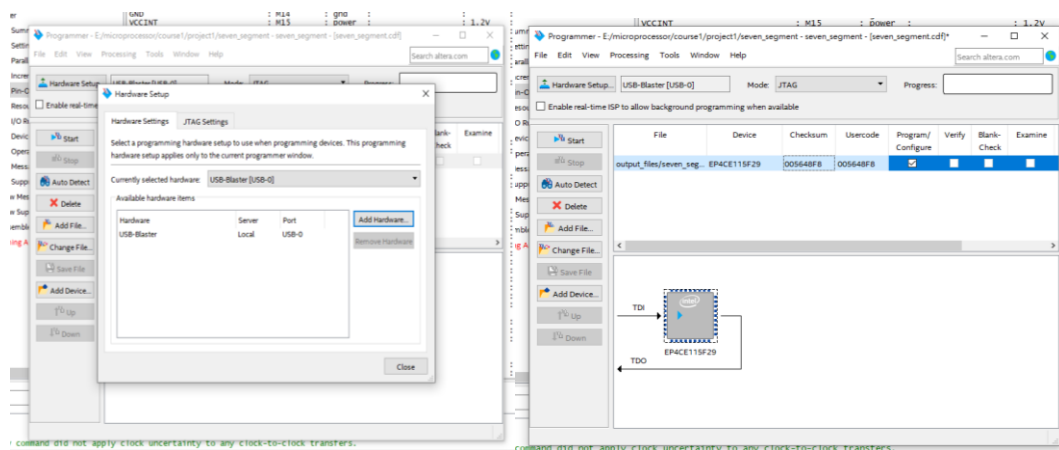 GND : M14 : gnd :
VCCINT : M15 : power : : 1.2V
Programmer - E:/microprocessor/course1/project1/seven_segment - seven_segment - [seven_segment.cdf]
File Edit View Processing Tools Window Help
Search altera.com
Hardware Setup
Enable real-time
Start
Stop
Auto Detect
Delete
Add File...
Change File...
Save File
Add Device...
Up
Down
Blank-
Check
Examine
Hardware Setup
Hardware Settings JTAG Settings
Select a programming hardware setup to use when programming devices. This programming
hardware setup applies only to the current programmer window.
Currently selected hardware: USB-Blaster [USB-0]
Available hardware items
Hardware Server Port
USB-Blaster Local USB-0
Add Hardware...
Remove Hardware
Close
command did not apply clock uncertainty to any clock-to-clock transfers.
VCCINT : M15 : power : : 1.2V
Programmer - E:/microprocessor/course1/project1/seven_segment - seven_segment - [seven_segment.cdf]*
File Edit View Processing Tools Window Help
Search altera.com
Hardware Setup... USB-Blaster [USB-0] Mode: JTAG Progress:
Enable real-time ISP to allow background programming when available
Start
Stop
Auto Detect
Delete
Add File...
Change File...
Save File
Add Device...
Up
Down
File Device Checksum Usercode Program/ Verify Blank- Examine
Configure Check
output_files/seven_seg... EP4CE115F29 005648F8 005648F8
TDI
intel
EP4CE115F29
TDO
command did not apply clock uncertainty to any clock-to-clock transfers.